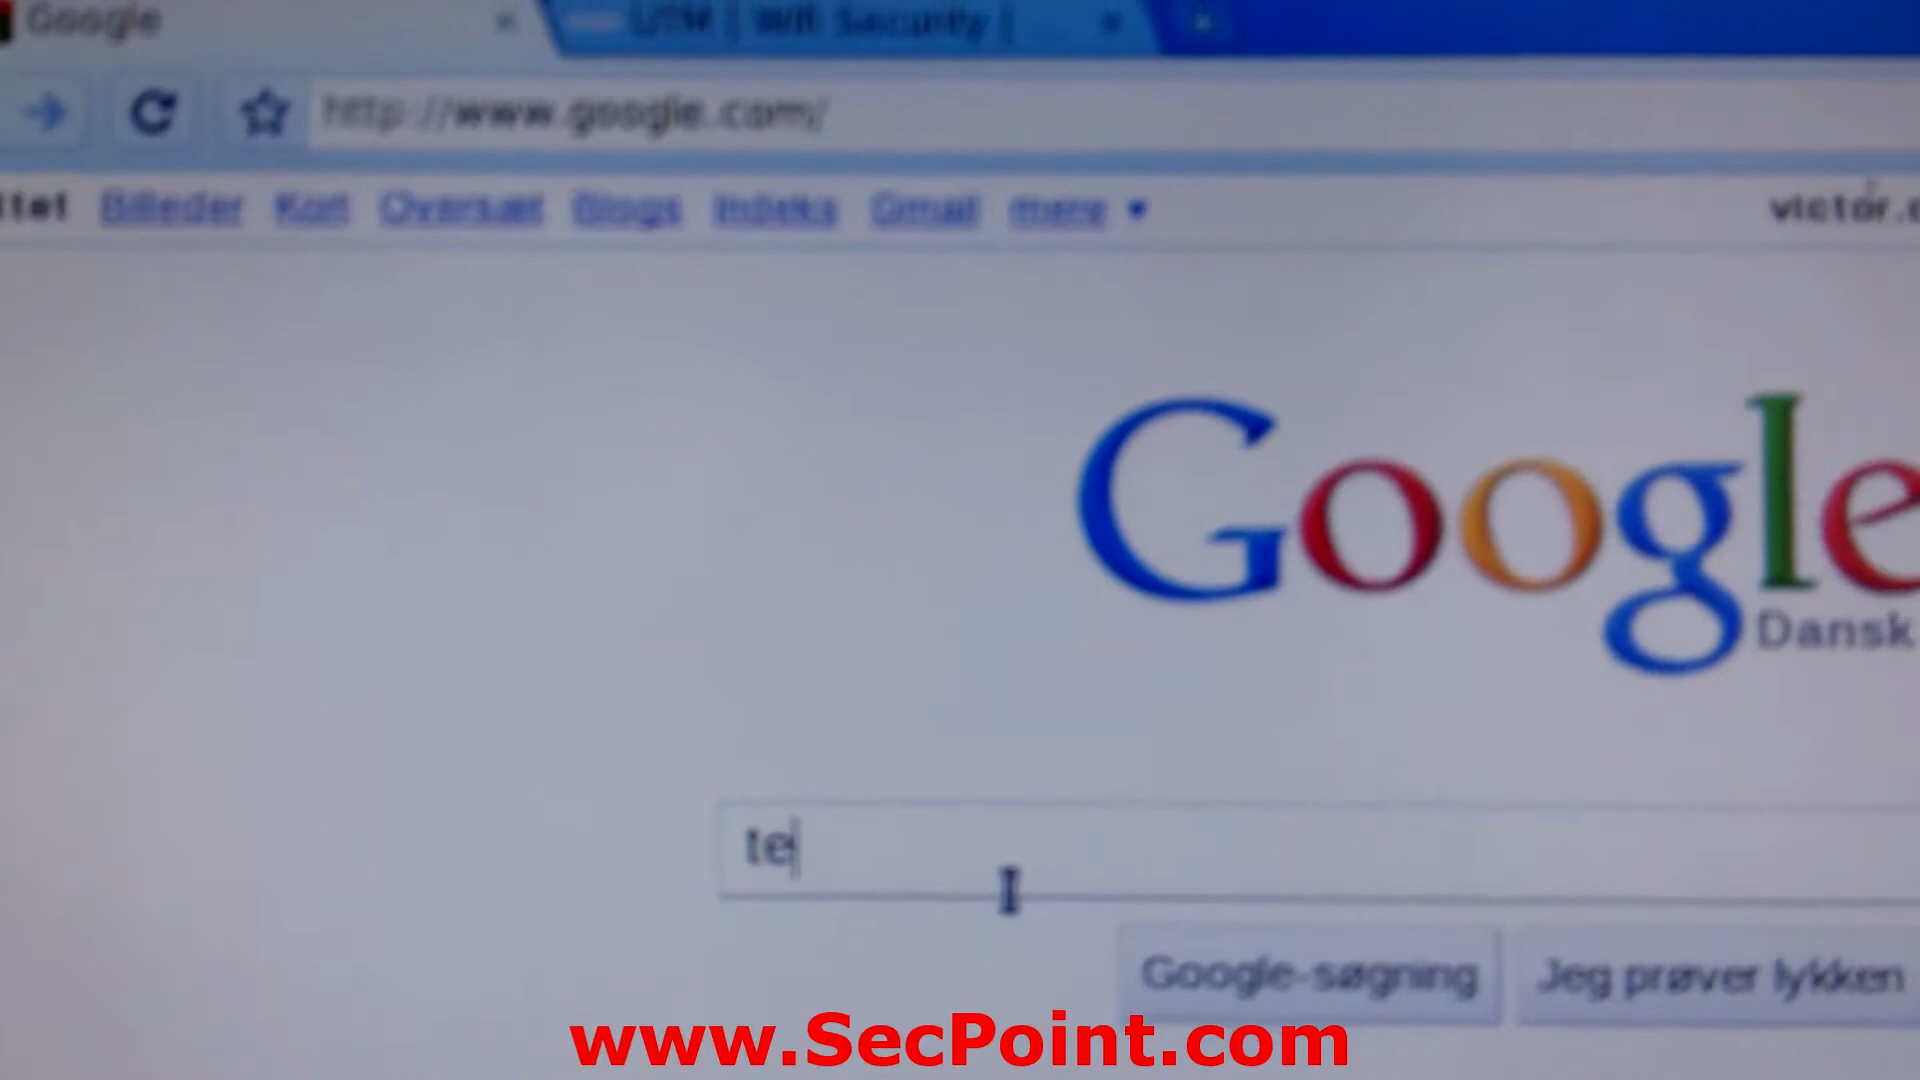 Google
UTM | Wifi Security |
http://www.google.com/
Billeder Kort Oversæt Blogs Indeks Gmail mere ▼
victor.
Google
Dansk
te
Google-søgning
Jeg prøver lykken
www.SecPoint.com